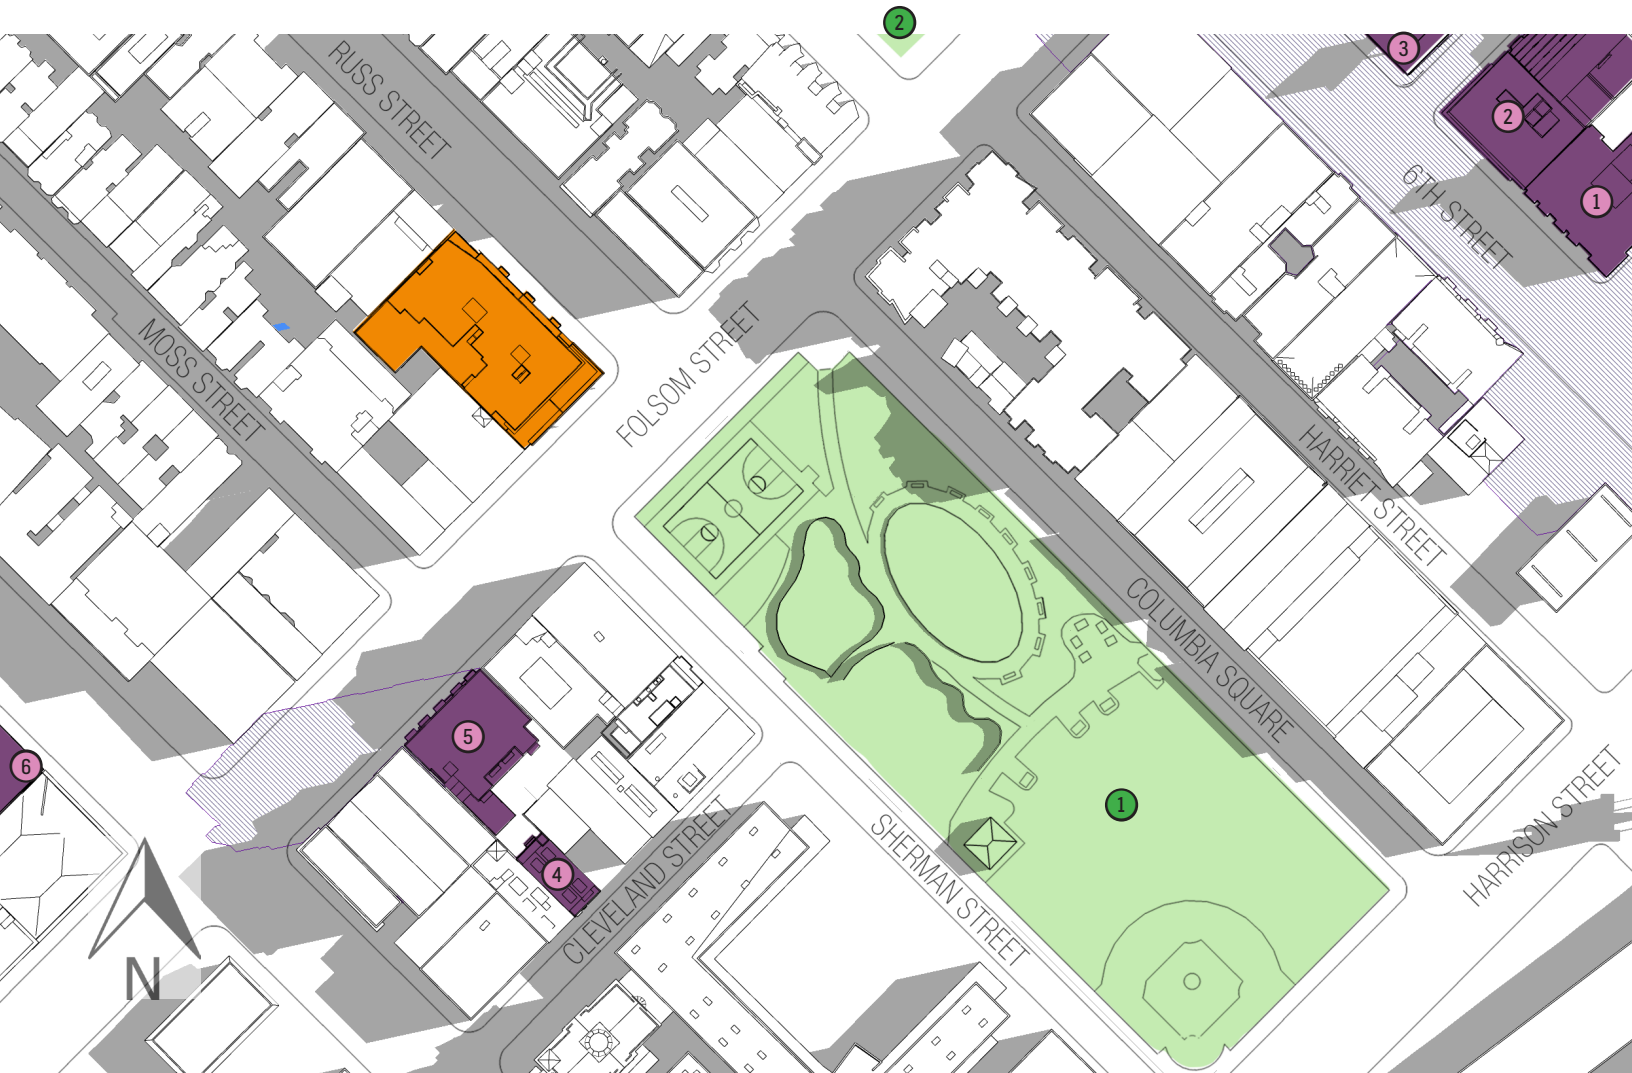 2
3
RUSS STREET
2
6TH STREET
1
MOSS STREET
FOLSOM STREET
HARRIET STREET
COLUMBIA SQUARE
5
6
1
HARRISON STREET
SHERMAN STREET
4
CLEVELAND STREET
N